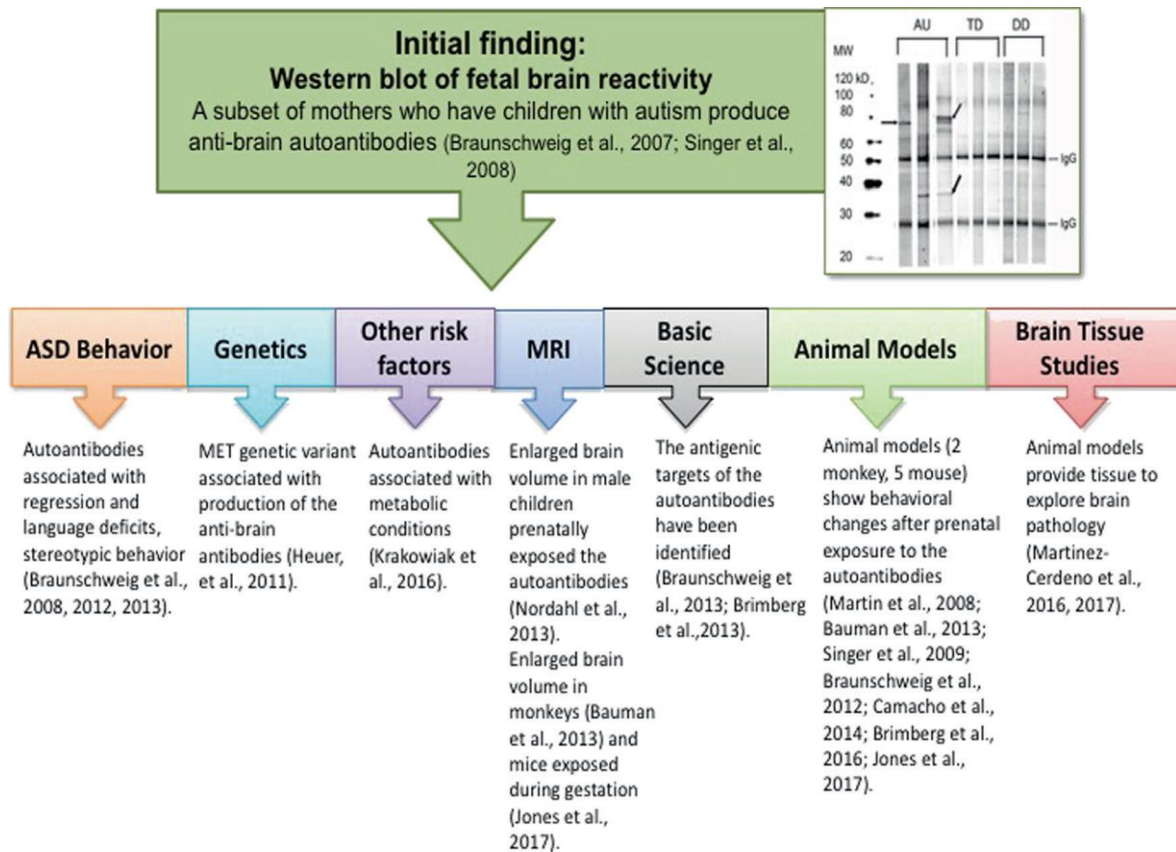 Initial finding:
Western blot of fetal brain reactivity
A subset of mothers who have children with autism produce
anti-brain autoantibodies (Braunschweig et al., 2007; Singer et al.,
2008)
AU TD DD
MW
120 kD
100
80
60
50
40
30
20
IgG
IgG
ASD Behavior
Autoantibodies
associated with
regression and
language deficits,
stereotypic behavior
(Braunschweig et al.,
2008, 2012, 2013).
Genetics
MET genetic variant
associated with
production of the
anti-brain
antibodies (Heuer,
et al., 2011).
Other risk
factors
Autoantibodies
associated with
metabolic
conditions
(Krakowiak et
al., 2016).
MRI
Enlarged brain
volume in male
children
prenatally
exposed the
autoantibodies
(Nordahl et al.,
2013).
Enlarged brain
volume in
monkeys (Bauman
et al., 2013) and
mice exposed
during gestation
(Jones et al.,
2017).
Basic
Science
The antigenic
targets of the
autoantibodies
have been
identified
(Braunschweig et
al., 2013; Brimberg
et al.,2013).
Animal Models
Animal models (2
monkey, 5 mouse)
show behavioral
changes after prenatal
exposure to the
autoantibodies
(Martin et al., 2008;
Bauman et al., 2013;
Singer et al., 2009;
Braunschweig et al.,
2012; Camacho et al.,
2014; Brimberg et al.,
2016; Jones et al.,
2017).
Brain Tissue
Studies
Animal models
provide tissue to
explore brain
pathology
(Martinez-
Cerdeno et al.,
2016, 2017).